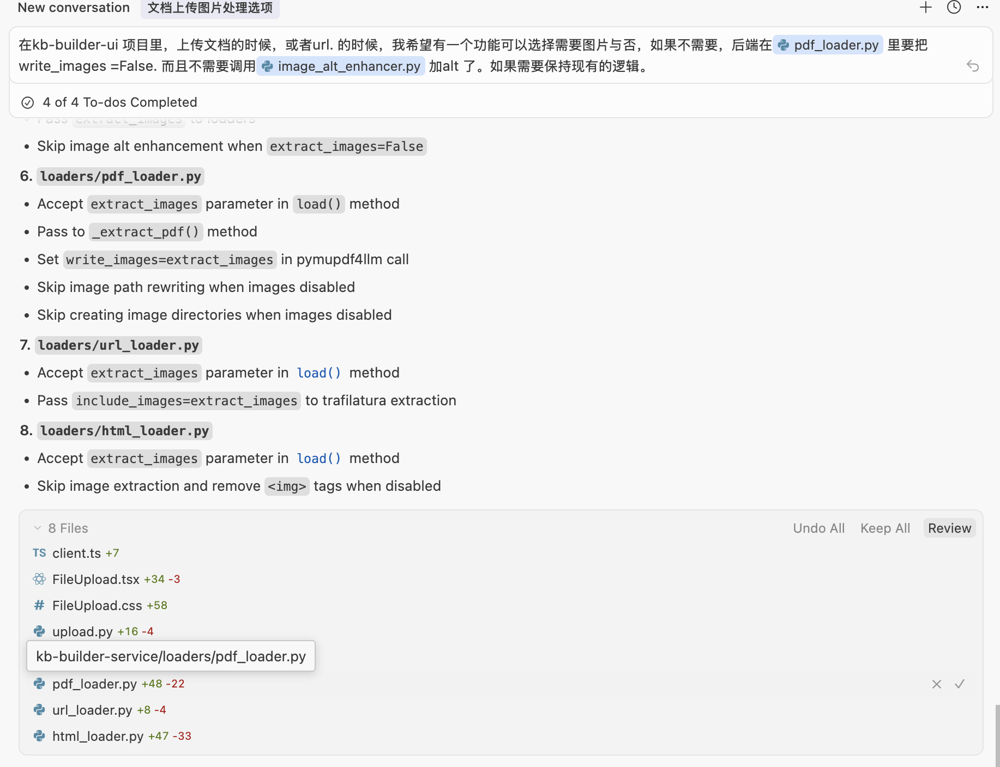 New conversation 文档上传图片处理选项
在kb-builder-ui 项目里，上传文档的时候，或者url. 的时候，我希望有一个功能可以选择需要图片与否，如果不需要，后端在 pdf_loader.py 里要把
write_images =False. 而且不需要调用 image_alt_enhancer.py 加alt 了。如果需要保持现有的逻辑。
4 of 4 To-dos Completed
Pass extract_images to loaders
• Skip image alt enhancement when extract_images=False
6. loaders/pdf_loader.py
• Accept extract_images parameter in load() method
• Pass to _extract_pdf() method
• Set write_images=extract_images in pymupdf4llm call
• Skip image path rewriting when images disabled
• Skip creating image directories when images disabled
7. loaders/url_loader.py
• Accept extract_images parameter in load() method
• Pass include_images=extract_images to trafilatura extraction
8. loaders/html_loader.py
• Accept extract_images parameter in load() method
• Skip image extraction and remove <img> tags when disabled
8 Files Undo All Keep All Review
TS client.ts +7
FileUpload.tsx +34 -3
# FileUpload.css +58
upload.py +16 -4
kb-builder-service/loaders/pdf_loader.py
pdf_loader.py +48 -22
url_loader.py +8 -4
html_loader.py +47 -33